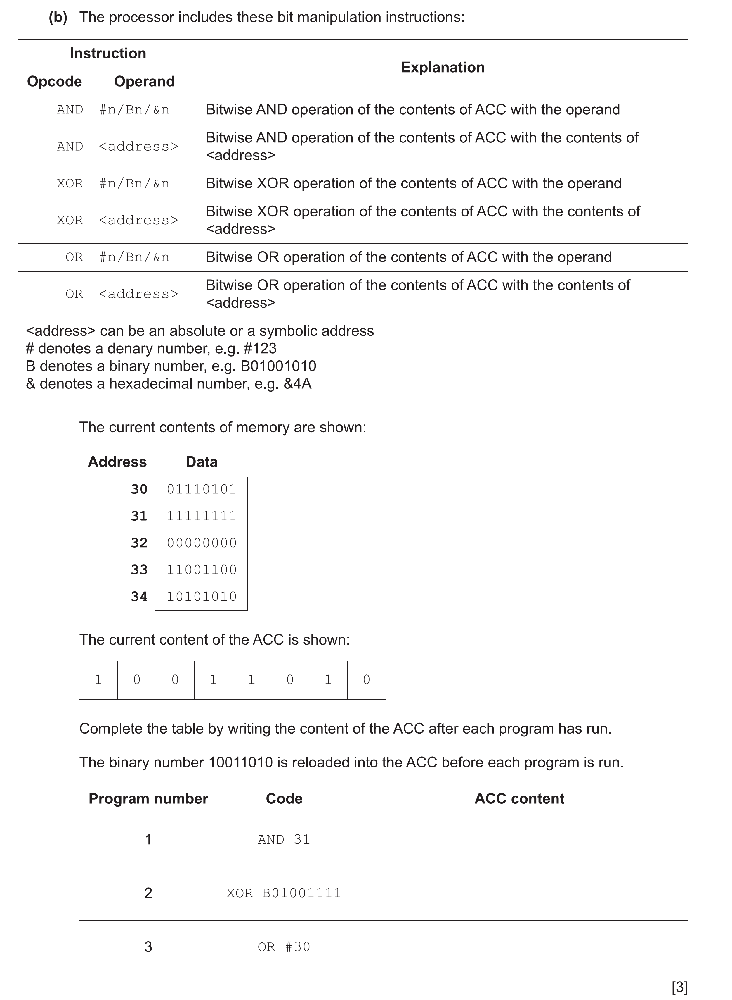 (b) The processor includes these bit manipulation instructions:
Instruction
Explanation
Opcode Operand
AND #n/Bn/&n Bitwise AND operation of the contents of ACC with the operand
AND <address> Bitwise AND operation of the contents of ACC with the contents of
<address>
XOR #n/Bn/&n Bitwise XOR operation of the contents of ACC with the operand
XOR <address> Bitwise XOR operation of the contents of ACC with the contents of
<address>
OR #n/Bn/&n Bitwise OR operation of the contents of ACC with the operand
OR <address> Bitwise OR operation of the contents of ACC with the contents of
<address>
<address> can be an absolute or a symbolic address
# denotes a denary number, e.g. #123
B denotes a binary number, e.g. B01001010
& denotes a hexadecimal number, e.g. &4A
The current contents of memory are shown:
Address Data
30 01110101
31 11111111
32 00000000
33 11001100
34 10101010
The current content of the ACC is shown:
1 0 0 1 1 0 1 0
Complete the table by writing the content of the ACC after each program has run.
The binary number 10011010 is reloaded into the ACC before each program is run.
Program number Code ACC content
1 AND 31
2 XOR B01001111
3 OR #30
[3]